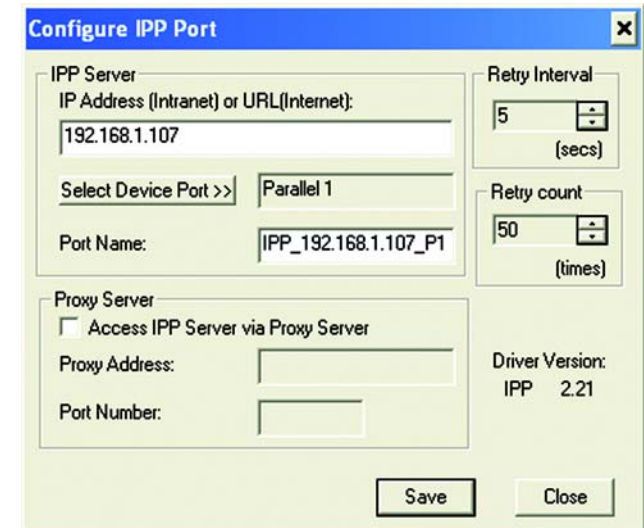 Configure IPP Port
IPP Server
IP Address (Intranet) or URL(Internet):
192.168.1.107
Select Device Port >> Parallel 1
Port Name: IPP_192.168.1.107_P1
Retry Interval
5
(secs)
Retry count
50
(times)
Proxy Server
Access IPP Server via Proxy Server
Proxy Address:
Port Number:
Driver Version:
IPP 2.21
Save Close